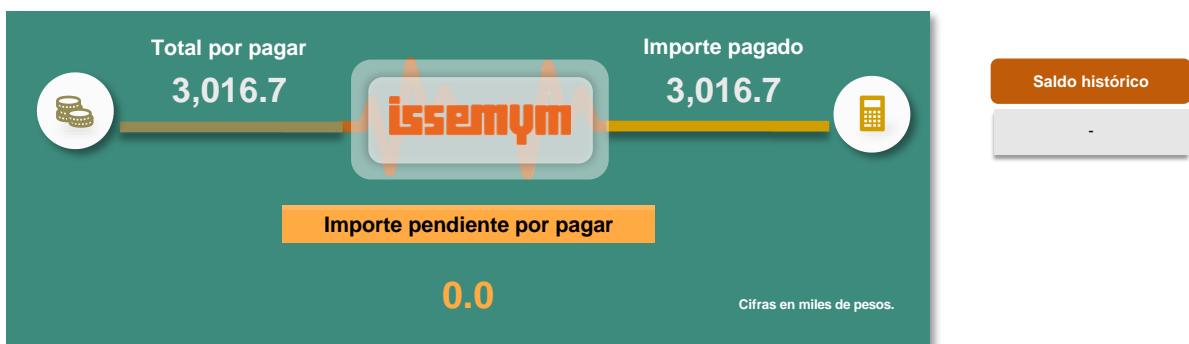 Total por pagar
3,016.7
issemym
Importe pagado
3,016.7
Importe pendiente por pagar
0.0
Cifras en miles de pesos.
Saldo histórico
-